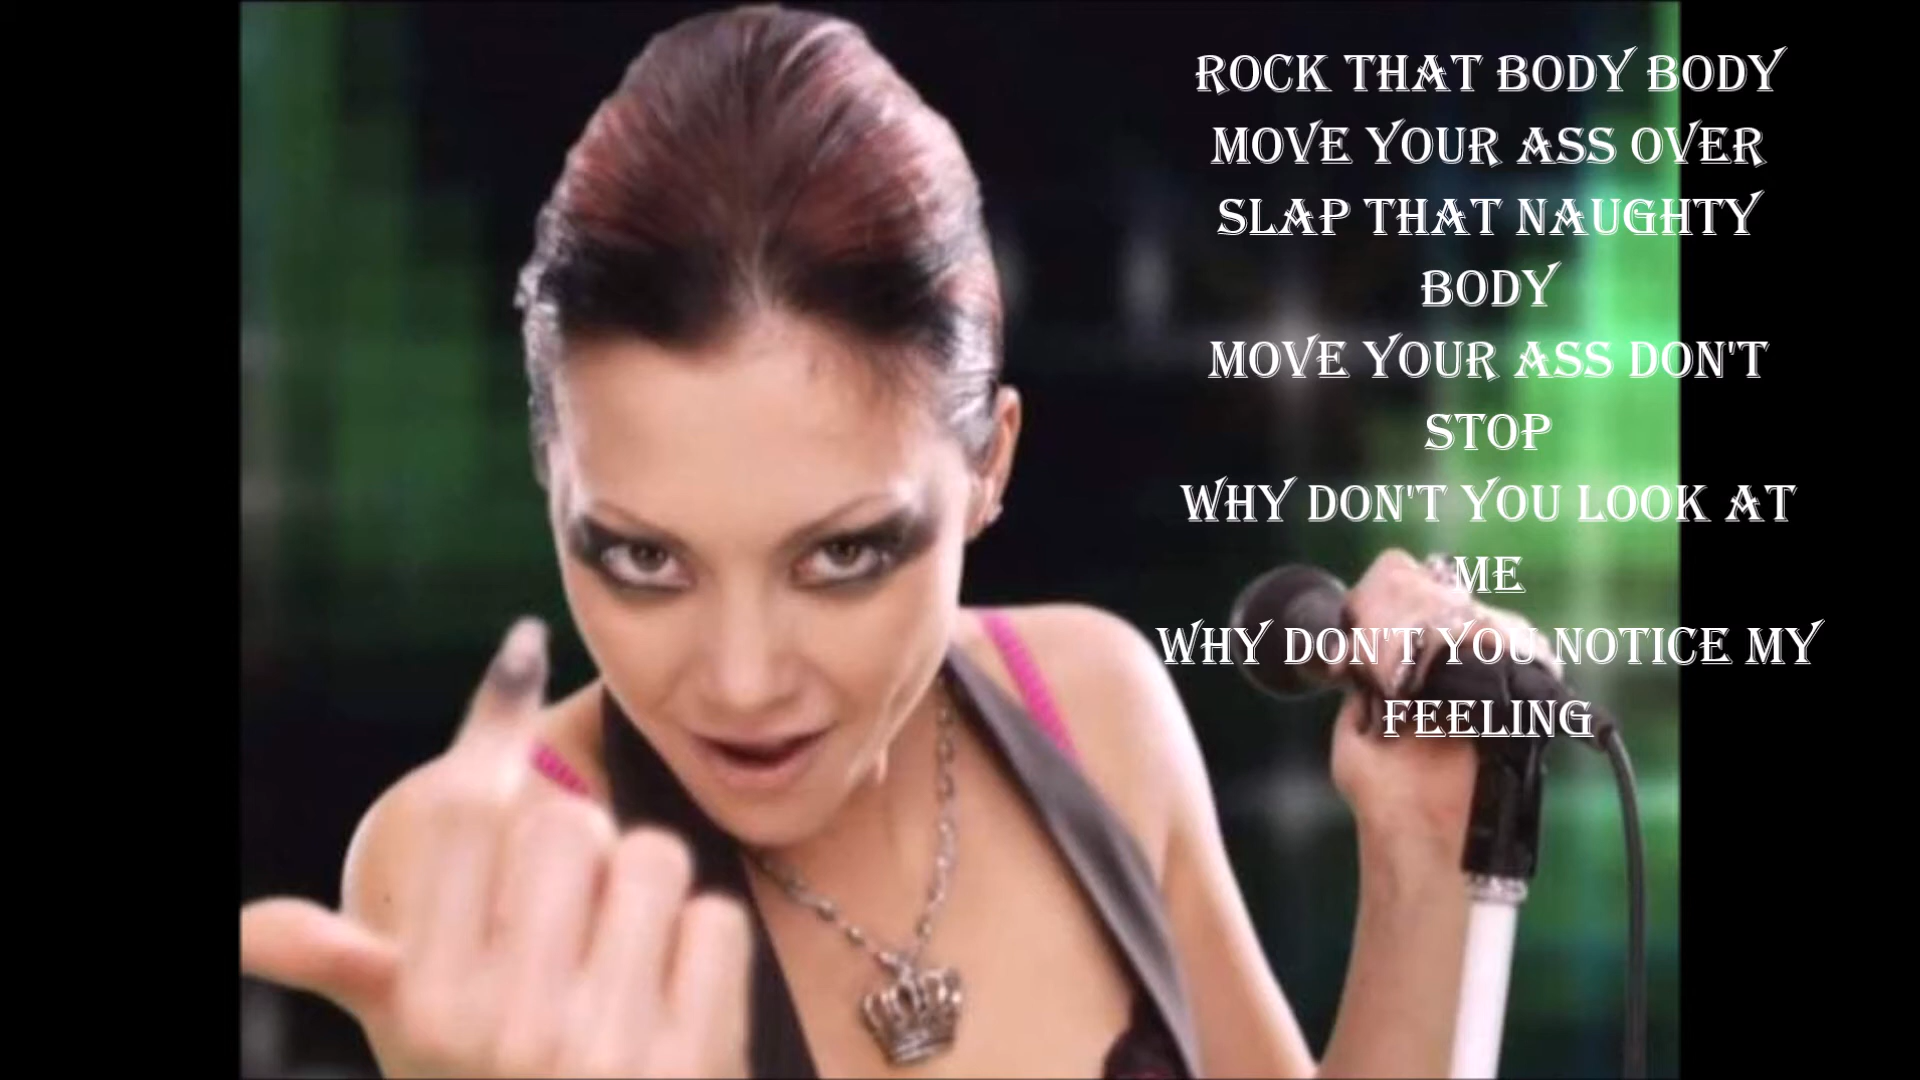 ROCK THAT BODY BODY
MOVE YOUR ASS OVER
SLAP THAT NAUGHTY
BODY
MOVE YOUR ASS DON'T
STOP
WHY DON'T YOU LOOK AT
ME
WHY DON'T YOU NOTICE MY
FEELING